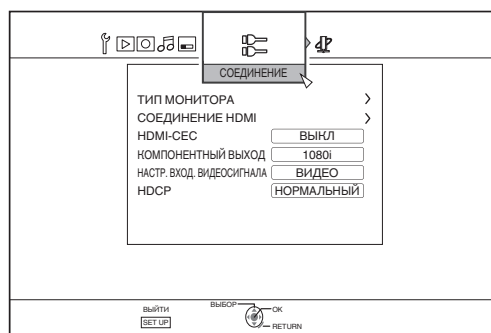 СОЕДИНЕНИЕ
ТИП МОНИТОРА
СОЕДИНЕНИЕ HDMI
HDMI-CEC ВЫКЛ
КОМПОНЕНТНЫЙ ВЫХОД 1080i
НАСТР. ВХОД. ВИДЕОСИГНАЛА ВИДЕО
HDCP НОРМАЛЬНЫЙ
ВЫЙТИ
SET UP
ВЫБОР
OK
RETURN